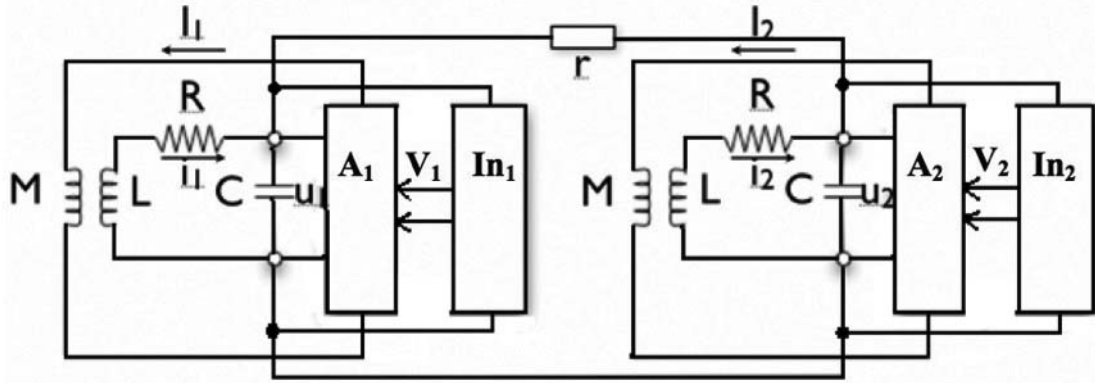 I₁
I₂
r
R
R
i₁
i₂
M
L
C
u₁
A₁
V₁
In₁
M
L
C
u₂
A₂
V₂
In₂